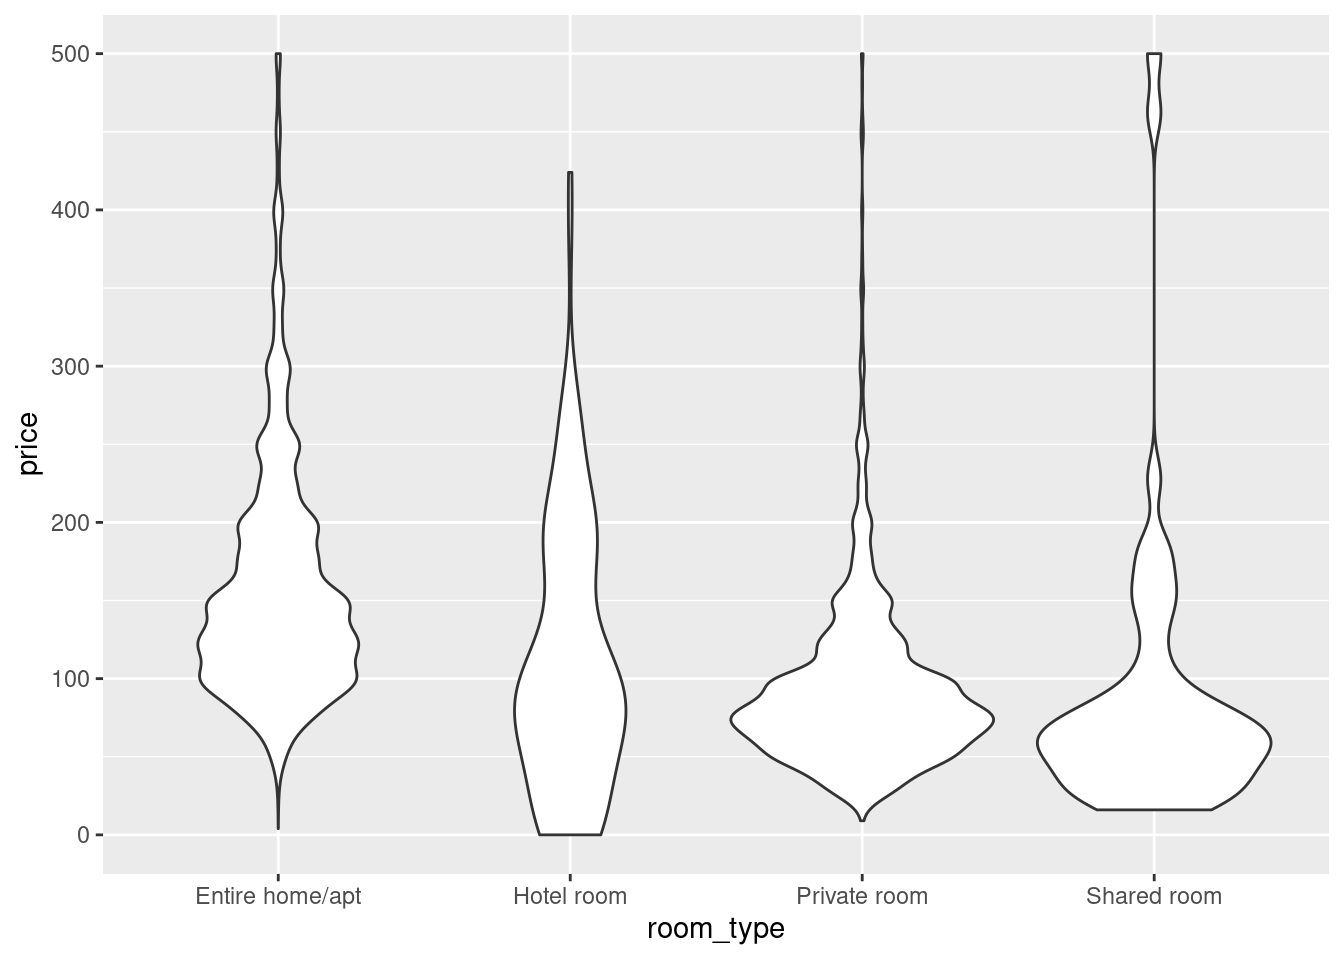 500
400
300
200
100
0
price
Entire home/apt
Hotel room
Private room
Shared room
room_type